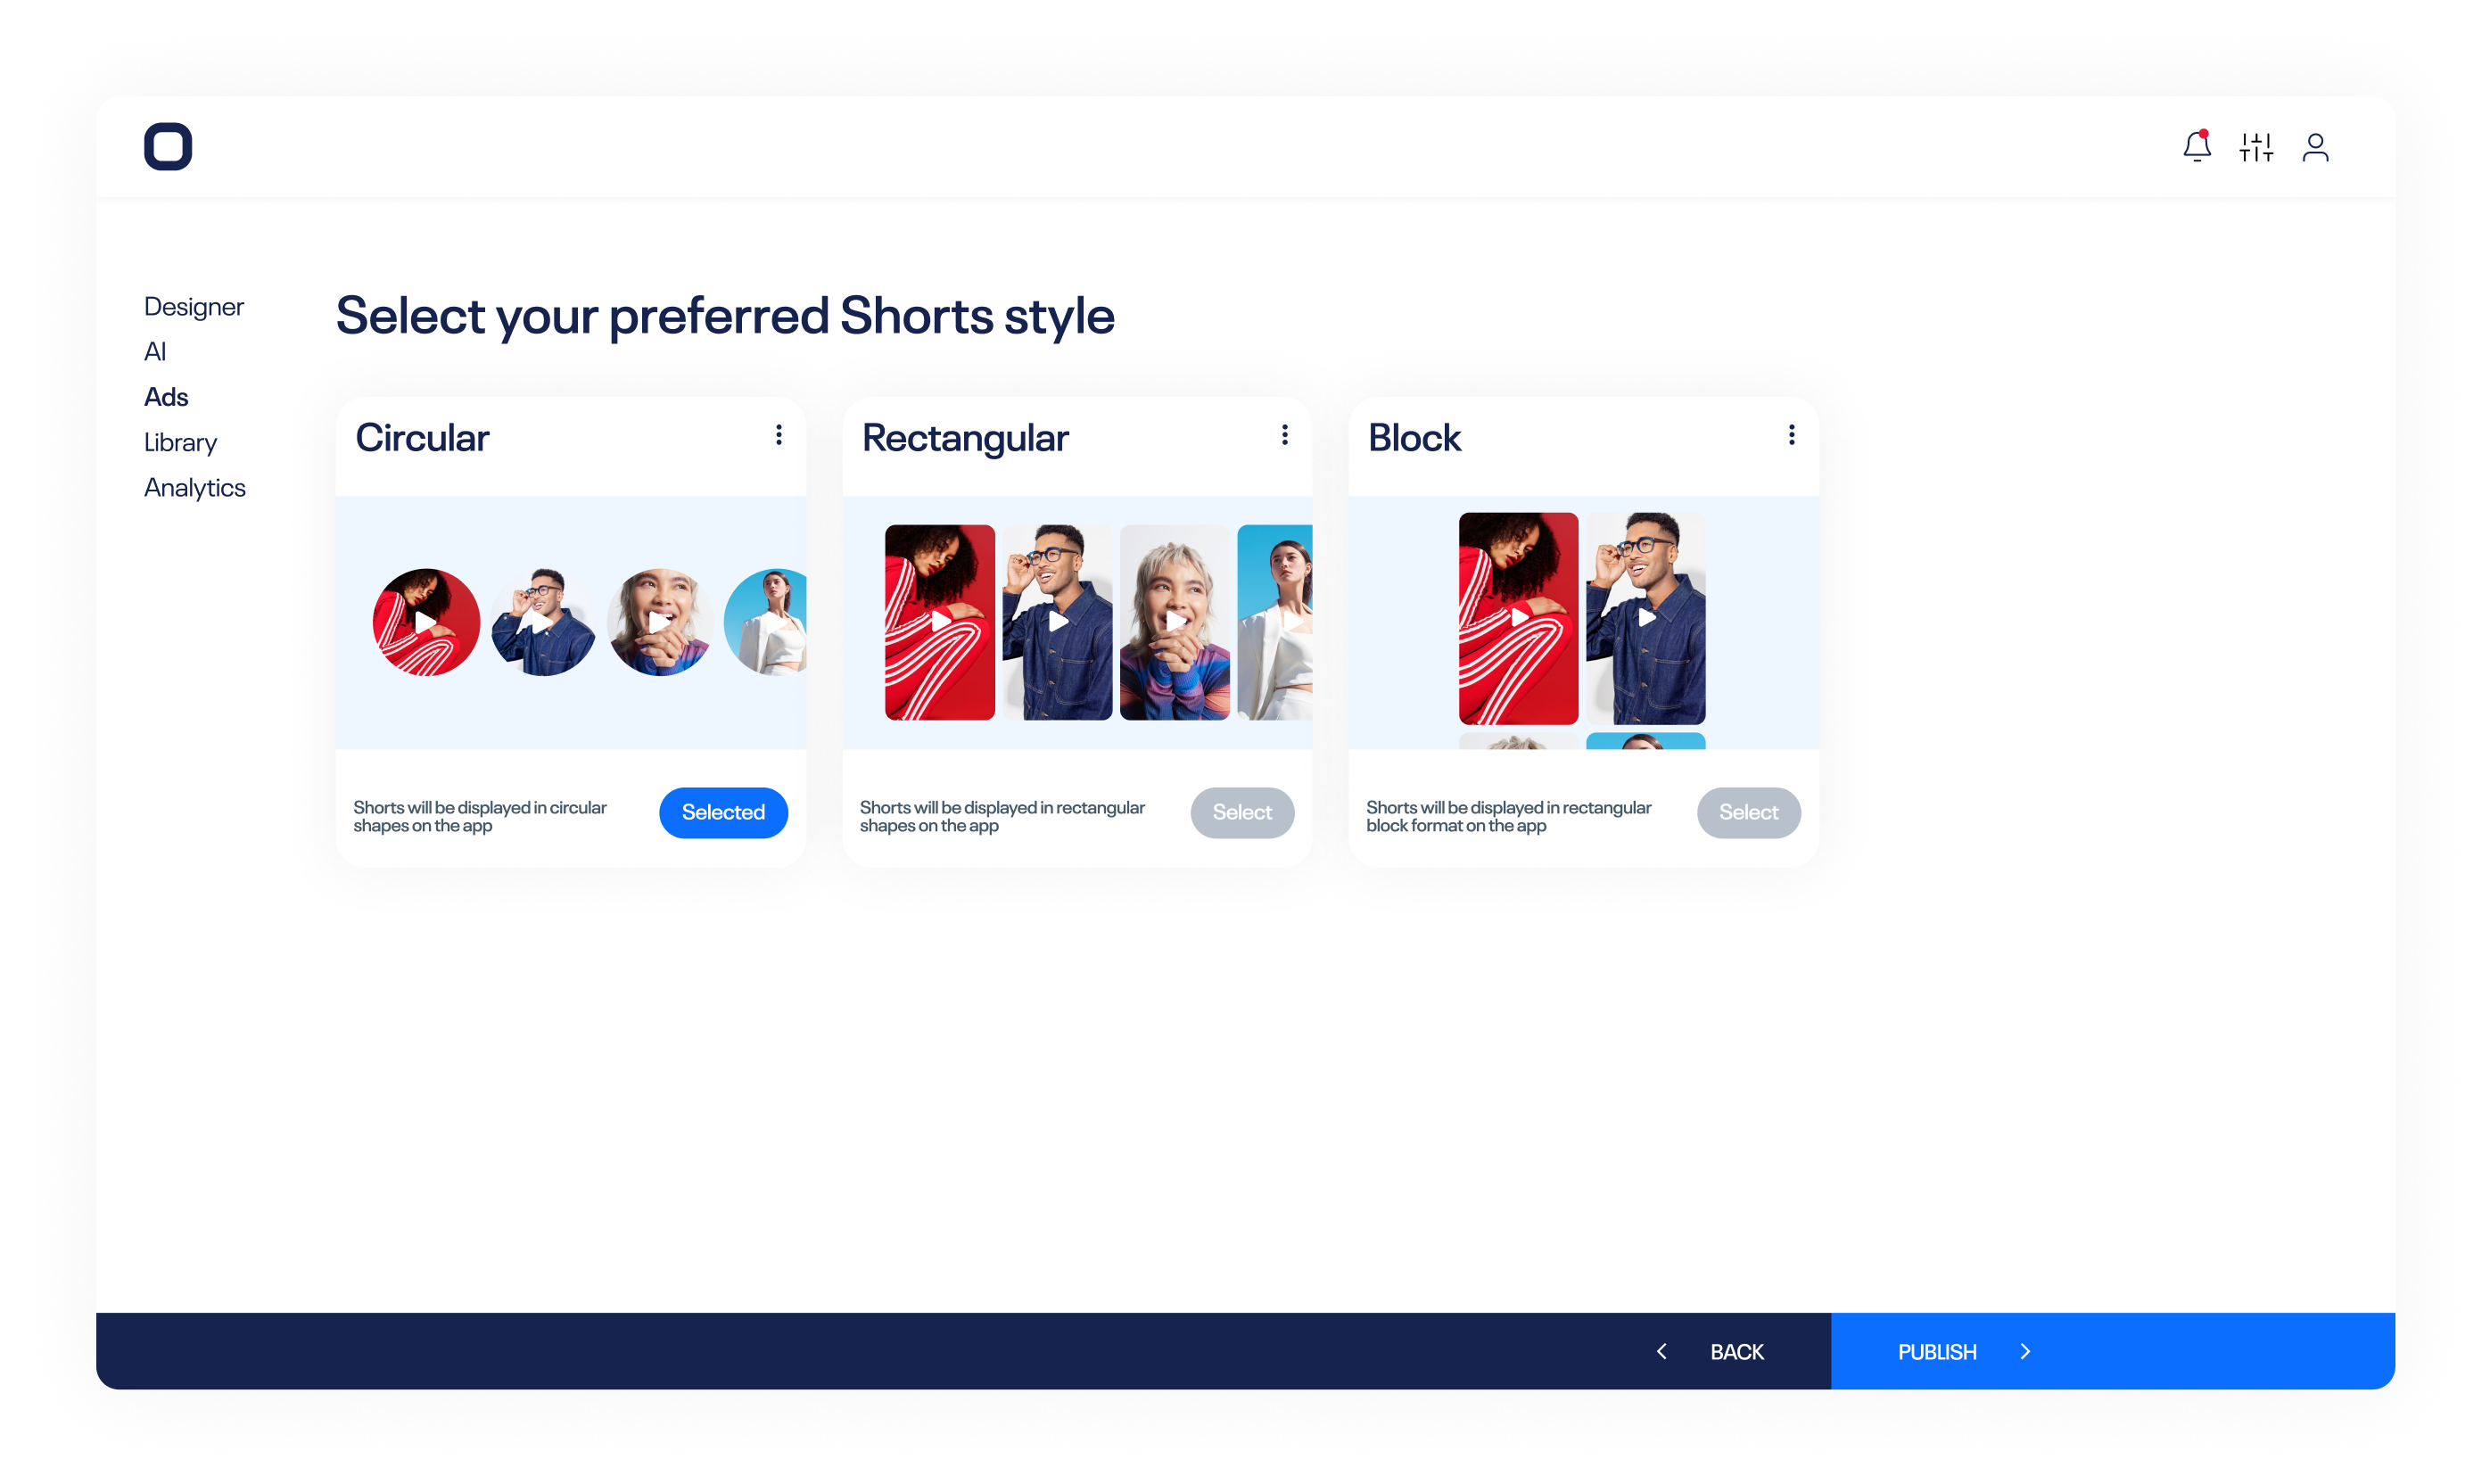 Designer
AI
Ads
Library
Analytics
Select your preferred Shorts style
Circular
Shorts will be displayed in circular
shapes on the app
Selected
Rectangular
Shorts will be displayed in rectangular
shapes on the app
Select
Block
Shorts will be displayed in rectangular
block format on the app
Select
BACK
PUBLISH